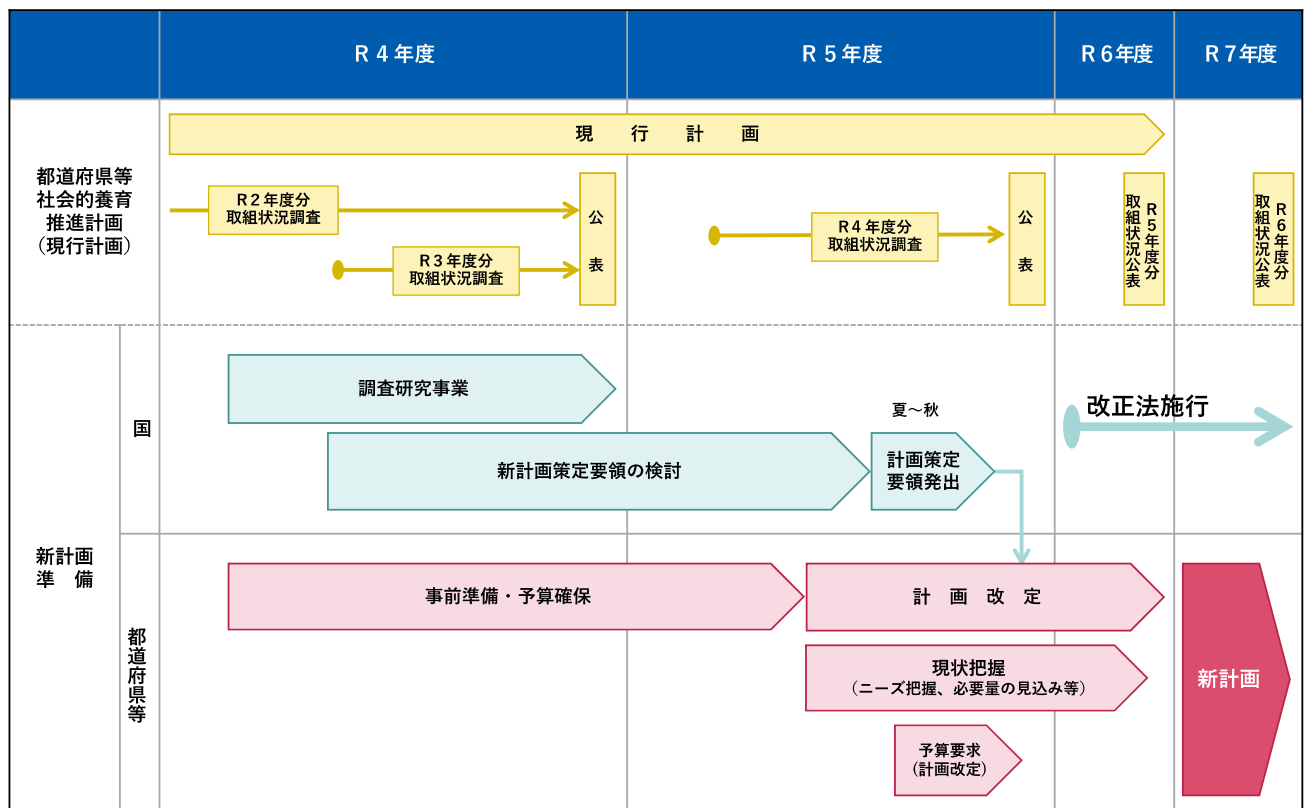 R４年度
R５年度
R６年度
R７年度
都道府県等
社会的養育
推進計画
（現行計画）
現　行　計　画
R２年度分
取組状況調査
R３年度分
取組状況調査
公表
R４年度分
取組状況調査
公表
R５年度分
取組状況公表
R６年度分
取組状況公表
新計画
準　備
国
調査研究事業
新計画策定要領の検討
夏～秋
計画策定
要領発出
改正法施行
都道府県等
事前準備・予算確保
計　画　改　定
現状把握
（ニーズ把握、必要量の見込み等）
予算要求
（計画改定）
新計画